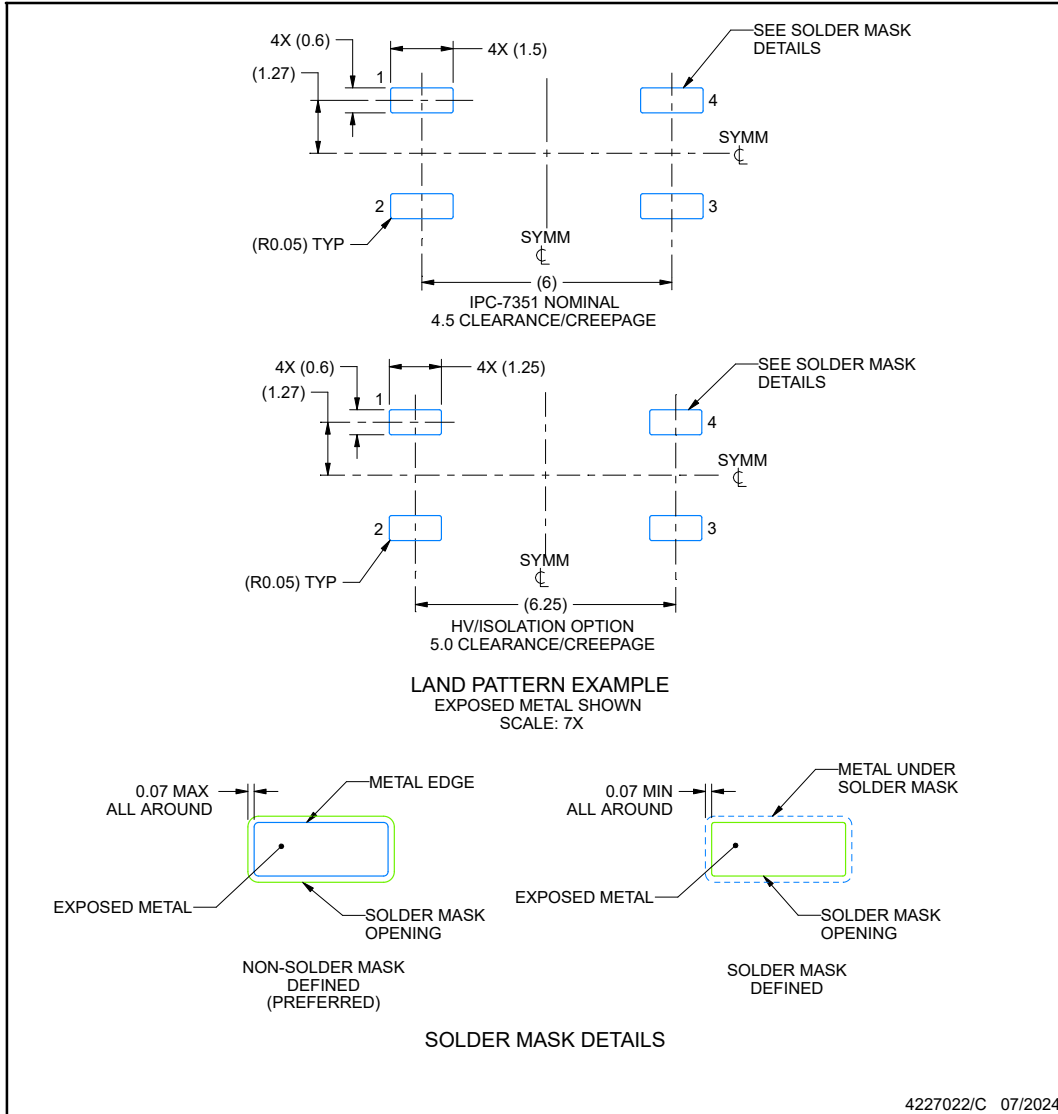 4X (0.6)
4X (1.5)
SEE SOLDER MASK
DETAILS
(1.27)
1
4
SYMM
℄
2
3
(R0.05) TYP
SYMM
℄
(6)
IPC-7351 NOMINAL
4.5 CLEARANCE/CREEPAGE
4X (0.6)
4X (1.25)
SEE SOLDER MASK
DETAILS
(1.27)
1
4
SYMM
℄
2
3
(R0.05) TYP
SYMM
℄
(6.25)
HV/ISOLATION OPTION
5.0 CLEARANCE/CREEPAGE
LAND PATTERN EXAMPLE
EXPOSED METAL SHOWN
SCALE: 7X
0.07 MAX
ALL AROUND
METAL EDGE
EXPOSED METAL
SOLDER MASK
OPENING
NON-SOLDER MASK
DEFINED
(PREFERRED)
0.07 MIN
ALL AROUND
METAL UNDER
SOLDER MASK
EXPOSED METAL
SOLDER MASK
OPENING
SOLDER MASK
DEFINED
SOLDER MASK DETAILS
4227022/C 07/2024